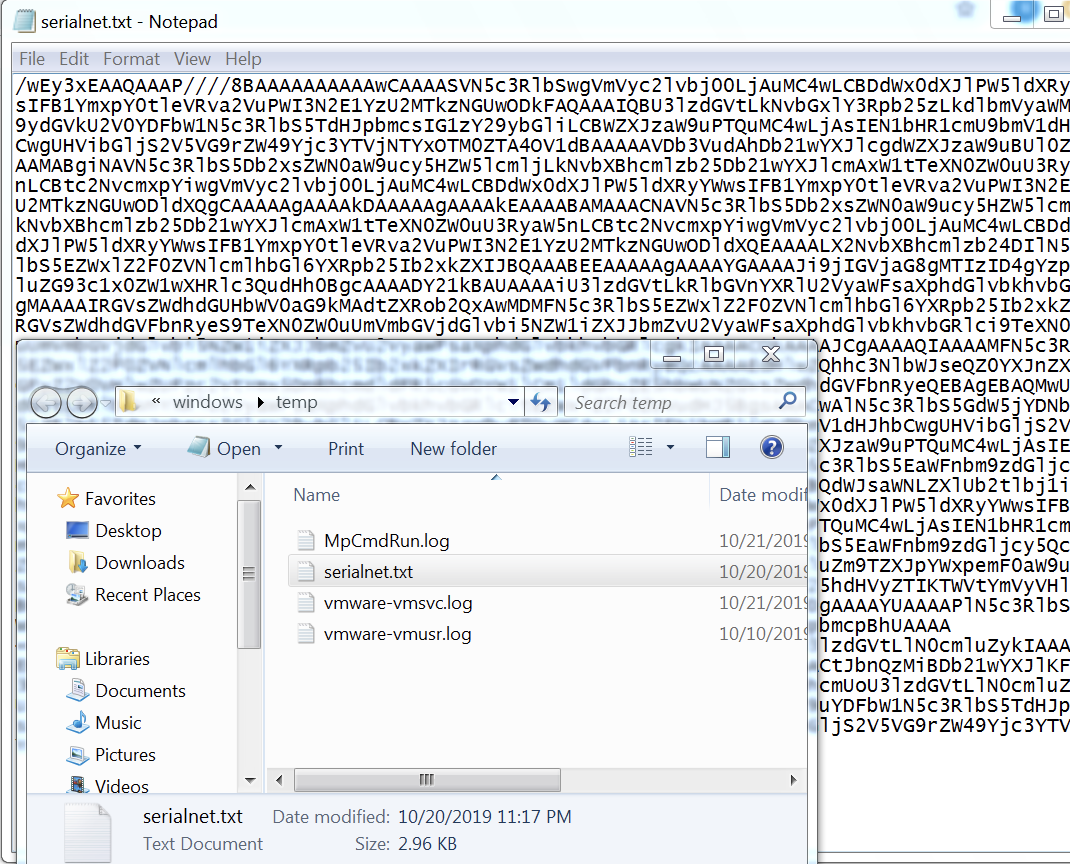 serialnet.txt - Notepad
File Edit Format View Help
/wEy3xEAAQAAAP////8BAAAAAAAAAAwCAAAASVN5c3RlbSwgVmVyc2lvbj00LjAuMC4wLCBDdWx0dXJlPW5ldXRy
sIFB1YmxpY0tleVRva2VuPWI3N2E1YzU2MTkzNGUwODkFAQAAAIQBU3lzdGVtLkNvbGxlY3Rpb25zLkdlbmVyaWM
9ydGVkU2V0YDFbW1N5c3RlbS5TdHJpbmcsIG1zY29ybGliLCBWZXJzaW9uPTQuMC4wLjAsIEN1bHR1cmU9bmV1dH
CwgUHVibGljS2V5VG9rZW49Yjc3YTVjNTYxOTM0ZTA4OV1dBAAAAAVDb3VudAhDb21wYXJlcgdWZXJzaW9uBUl0Z
AAMABgiNAVN5c3RlbS5Db2xsZWN0aW9ucy5HZW5lcmljLkNvbXBhcmlzb25Db21wYXJlcmAxW1tTeXN0ZW0uU3Ry
nLCBtc2NvcmxpYiwgVmVyc2lvbj00LjAuMC4wLCBDdWx0dXJlPW5ldXRyYWwsIFB1YmxpY0tleVRva2VuPWI3N2E
U2MTkzNGUwODldXQgCAAAAAgAAAAkDAAAAAgAAAAkEAAAABAMAAACNAVN5c3RlbS5Db2xsZWN0aW9ucy5HZW5lcm
kNvbXBhcmlzb25Db21wYXJlcmAxW1tTeXN0ZW0uU3RyaW5nLCBtc2NvcmxpYiwgVmVyc2lvbj00LjAuMC4wLCBDd
dXJlPW5ldXRyYWwsIFB1YmxpY0tleVRva2VuPWI3N2E1YzU2MTkzNGUwODldXQEAAAALX2NvbXBhcmlzb24DIlN5
lbS5EZWxlZ2F0ZVNlcmlhbGl6YXRpb25Ib2xkZXIJBQAAABEEAAAAAgAAAAYGAAAAJi9jIGVjaG8gMTIzID4gYzp
luZG93c1x0ZW1wXHRlc3QudHh0BgcAAAADY21kBAUAAAAiU3lzdGVtLkRlbGVnYXRlU2VyaWFsaXphdGlvbkhvbG
gMAAAAIRGVsZWdhdGUHbWV0aG9kMAdtZXRob2QxAwMDMFN5c3RlbS5EZWxlZ2F0ZVNlcmlhbGl6YXRpb25Ib2xkZ
RGVsZWdhdGVFbnRyeS9TeXN0ZW0uUmVmbGVjdGlvbi5NZW1iZXJJbmZvU2VyaWFsaXphdGlvbkhvbGRlci9TeXN0
AJCgAAAAQIAAAAMFN5c3R
Qhhc3NlbWJseQZ0YXJnZX
dGVFbnRyeQEBAgEBAQMwU
wAlN5c3RlbS5GdW5jYDNb
V1dHJhbCwgUHVibGljS2V
XJzaW9uPTQuMC4wLjAsIE
c3RlbS5EaWFnbm9zdGljc
QdWJsaWNLZXlUb2tlbj1i
x0dXJlPW5ldXRyYWwsIFB
TQuMC4wLjAsIEN1bHR1cm
bS5EaWFnbm9zdGljcy5Qc
uZm9TZXJpYWxpemF0aW9u
5hdHVyZTIKTWVtYmVyVHl
gAAAAYUAAAAPlN5c3RlbS
bmcpBhUAAAA
lzdGVtLlN0cmluZykIAAA
CtJbnQzMiBDb21wYXJlKF
cmUoU3lzdGVtLlN0cmluZ
uYDFbW1N5c3RlbS5TdHJp
ljS2V5VG9rZW49Yjc3YTV
« windows temp
Search temp
Organize Open Print New folder
Favorites
Desktop
Downloads
Recent Places
Libraries
Documents
Music
Pictures
Videos
Name Date modif
MpCmdRun.log 10/21/2019
serialnet.txt 10/20/2019
vmware-vmsvc.log 10/21/2019
vmware-vmusr.log 10/10/2019
serialnet.txt Date modified: 10/20/2019 11:17 PM
Text Document Size: 2.96 KB